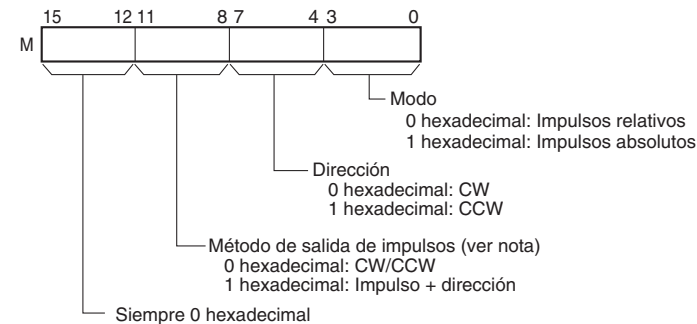 15 12 11 8 7 4 3 0
M
Modo
0 hexadecimal: Impulsos relativos
1 hexadecimal: Impulsos absolutos
Dirección
0 hexadecimal: CW
1 hexadecimal: CCW
Método de salida de impulsos (ver nota)
0 hexadecimal: CW/CCW
1 hexadecimal: Impulso + dirección
Siempre 0 hexadecimal